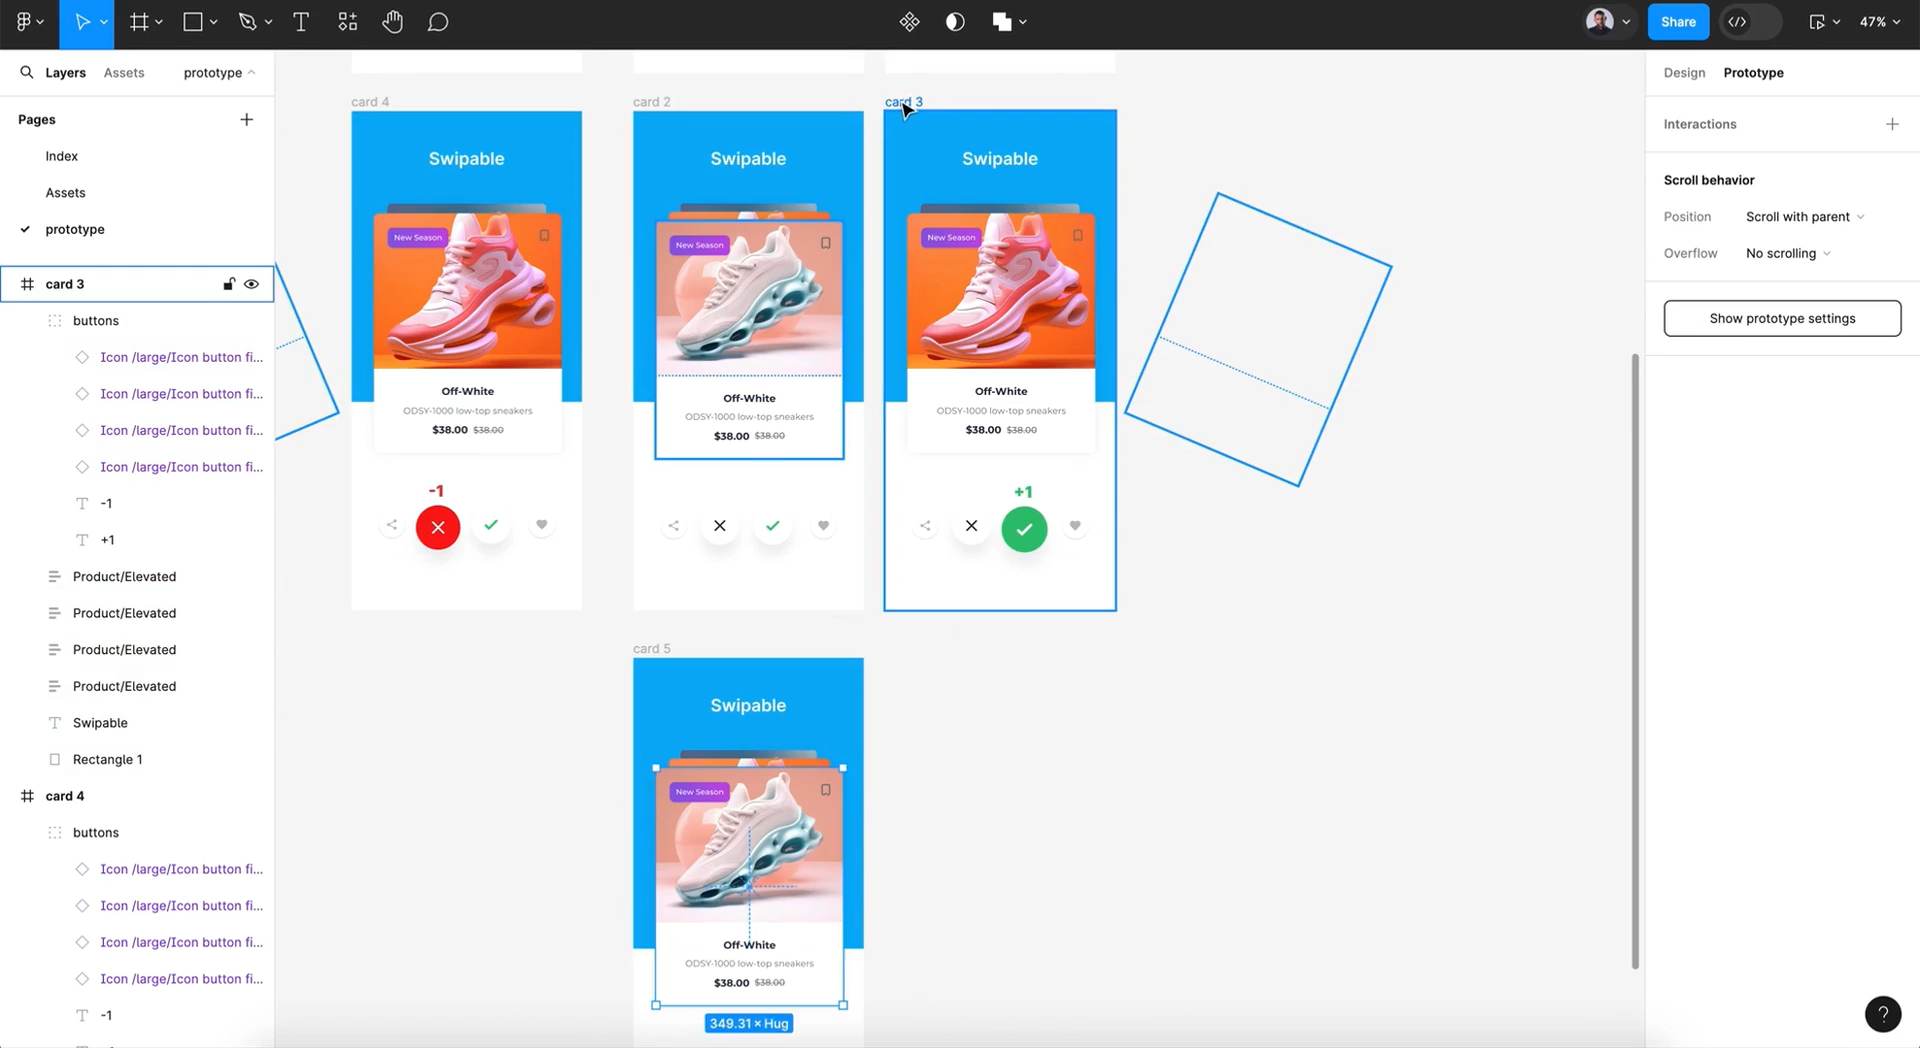 Share
</>
47%
Layers
Assets
prototype
Pages
Index
Assets
prototype
card 3
buttons
Icon /large/Icon button fi...
Icon /large/Icon button fi...
Icon /large/Icon button fi...
Icon /large/Icon button fi...
-1
+1
Product/Elevated
Product/Elevated
Product/Elevated
Product/Elevated
Swipable
Rectangle 1
card 4
buttons
Icon /large/Icon button fi...
Icon /large/Icon button fi...
Icon /large/Icon button fi...
Icon /large/Icon button fi...
-1
card 4
Swipable
New Season
Off-White
ODSY-1000 low-top sneakers
$38.00 $38.00
-1
card 2
Swipable
New Season
Off-White
ODSY-1000 low-top sneakers
$38.00 $38.00
card 3
Swipable
New Season
Off-White
ODSY-1000 low-top sneakers
$38.00 $38.00
+1
card 5
Swipable
New Season
Off-White
ODSY-1000 low-top sneakers
$38.00 $38.00
349.31 × Hug
Design
Prototype
Interactions
Scroll behavior
Position Scroll with parent
Overflow No scrolling
Show prototype settings
?